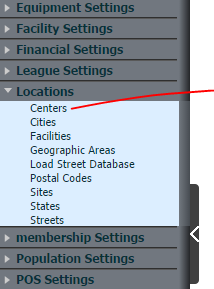 Equipment Settings
Facility Settings
Financial Settings
League Settings
Locations
Centers
Cities
Facilities
Geographic Areas
Load Street Database
Postal Codes
Sites
States
Streets
membership Settings
Population Settings
POS Settings